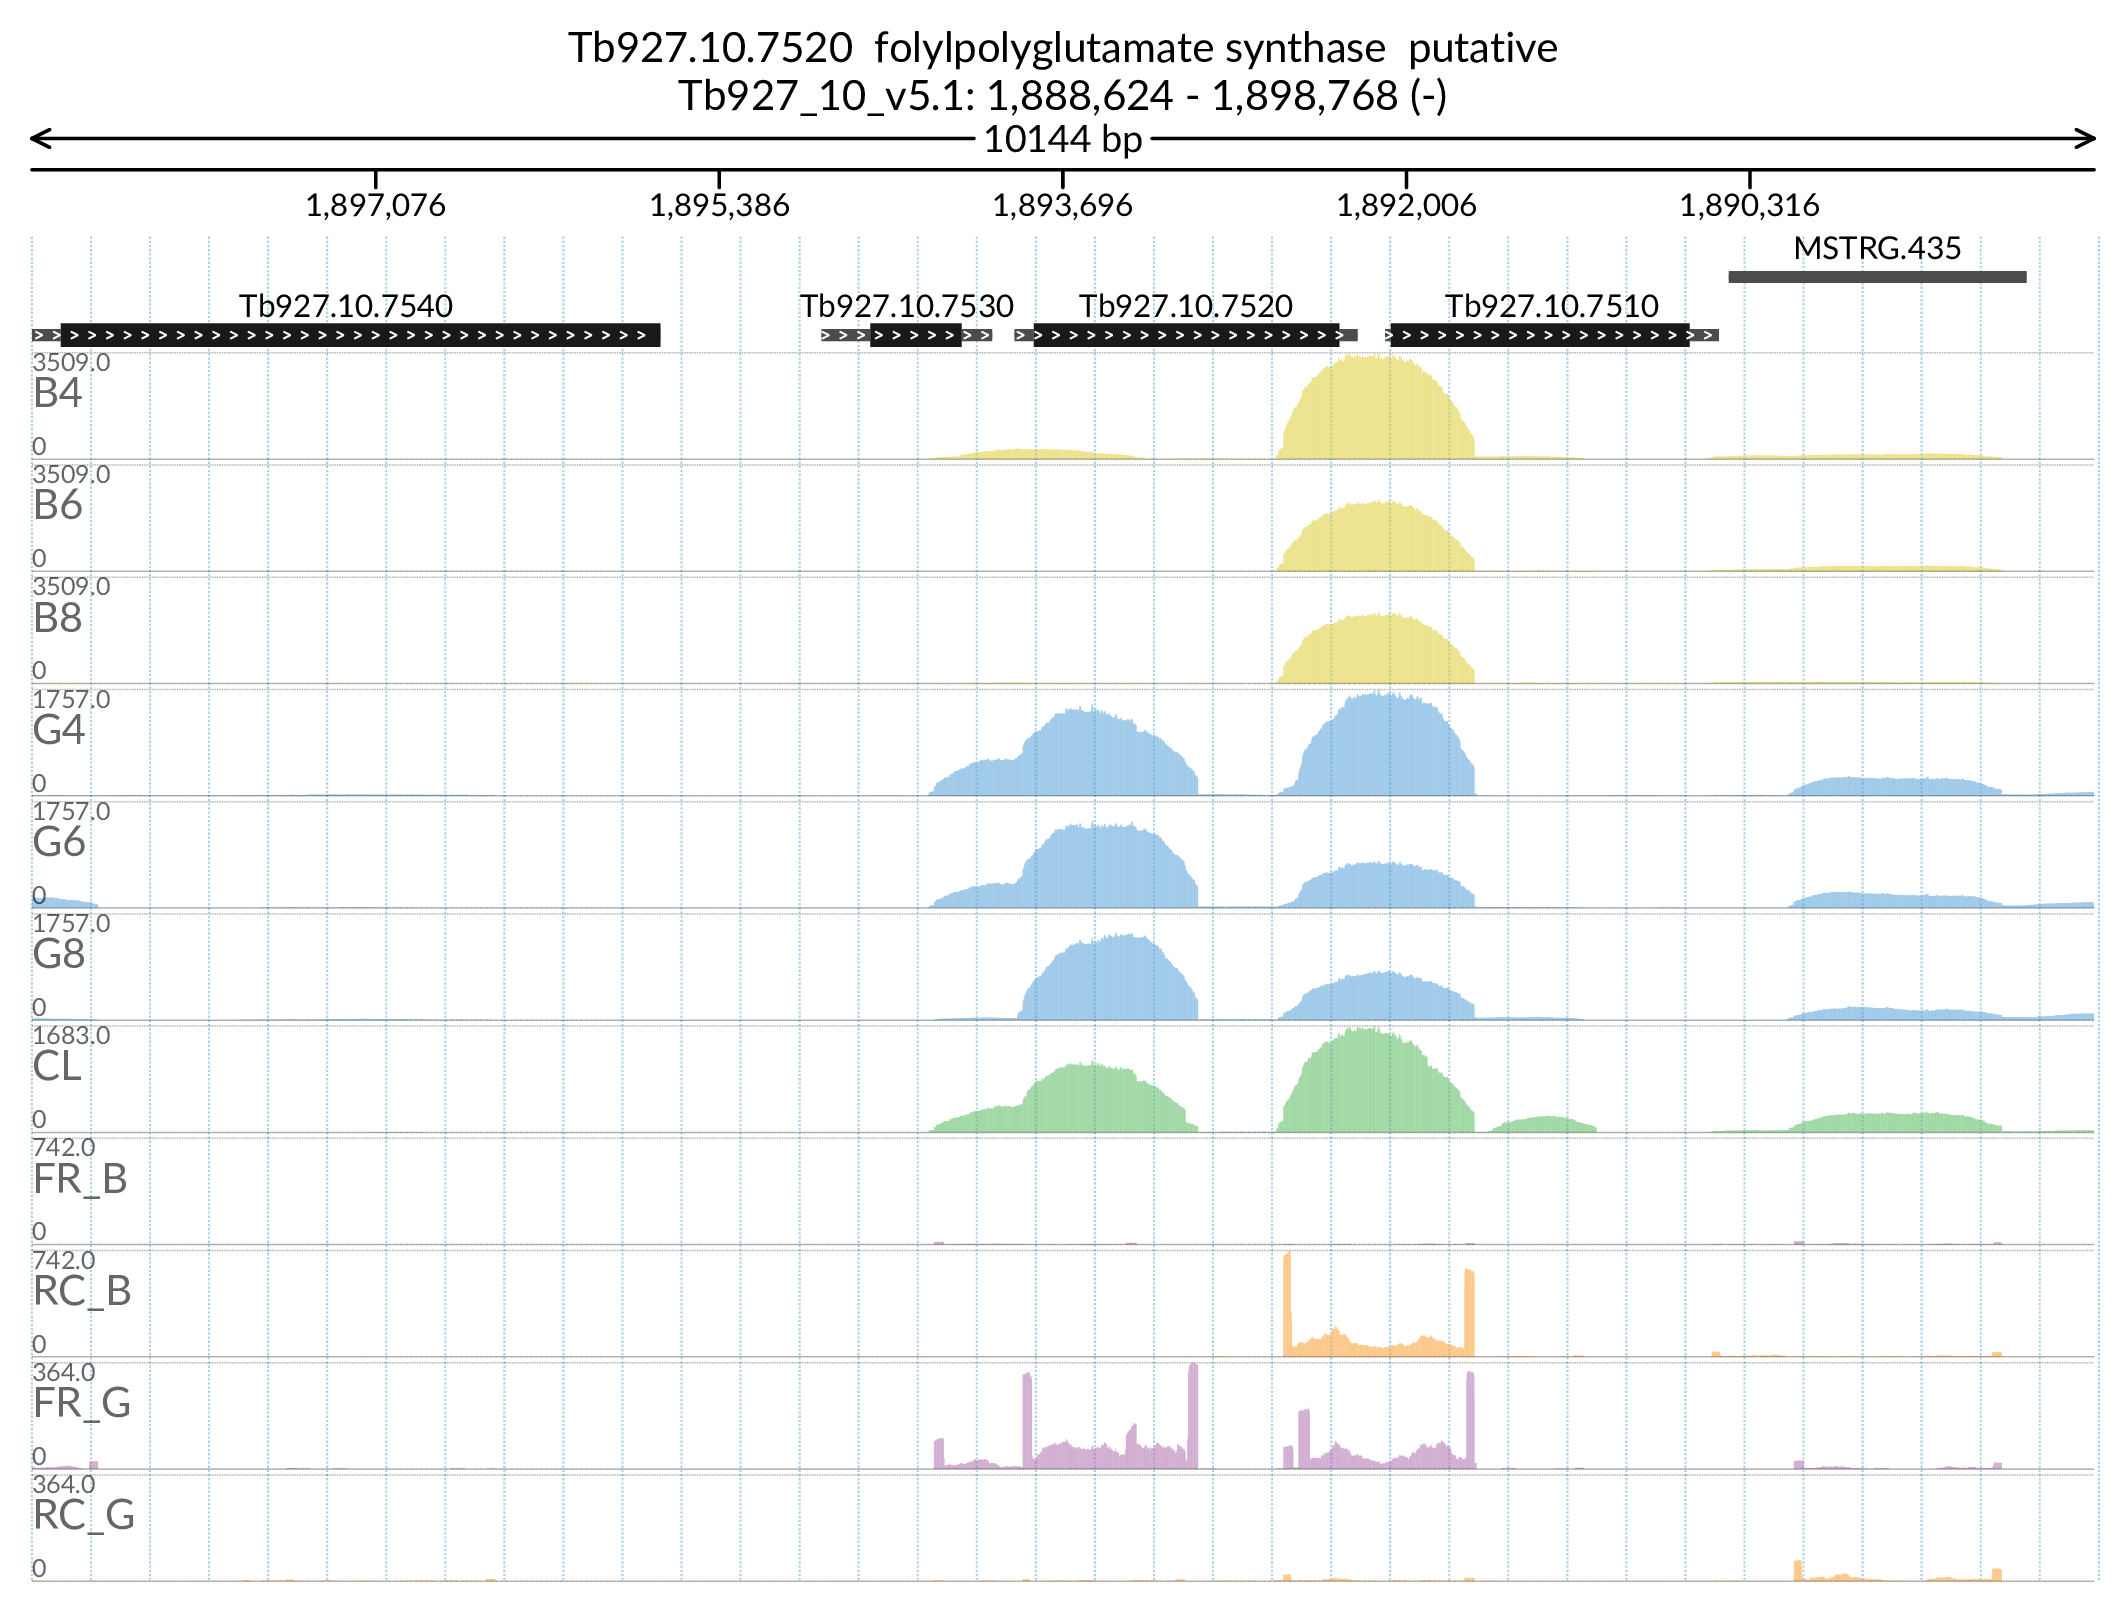 Tb927.10.7520  folylpolyglutamate synthase  putative
Tb927_10_v5.1: 1,888,624 - 1,898,768 (-)
10144 bp
1,897,076 1,895,386 1,893,696 1,892,006 1,890,316
MSTRG.435
Tb927.10.7540 Tb927.10.7530 Tb927.10.7520 Tb927.10.7510
3509.0
B4
0
3509.0
B6
0
3509.0
B8
0
1757.0
G4
0
1757.0
G6
0
1757.0
G8
0
1683.0
CL
0
742.0
FR_B
0
742.0
RC_B
0
364.0
FR_G
0
364.0
RC_G
0